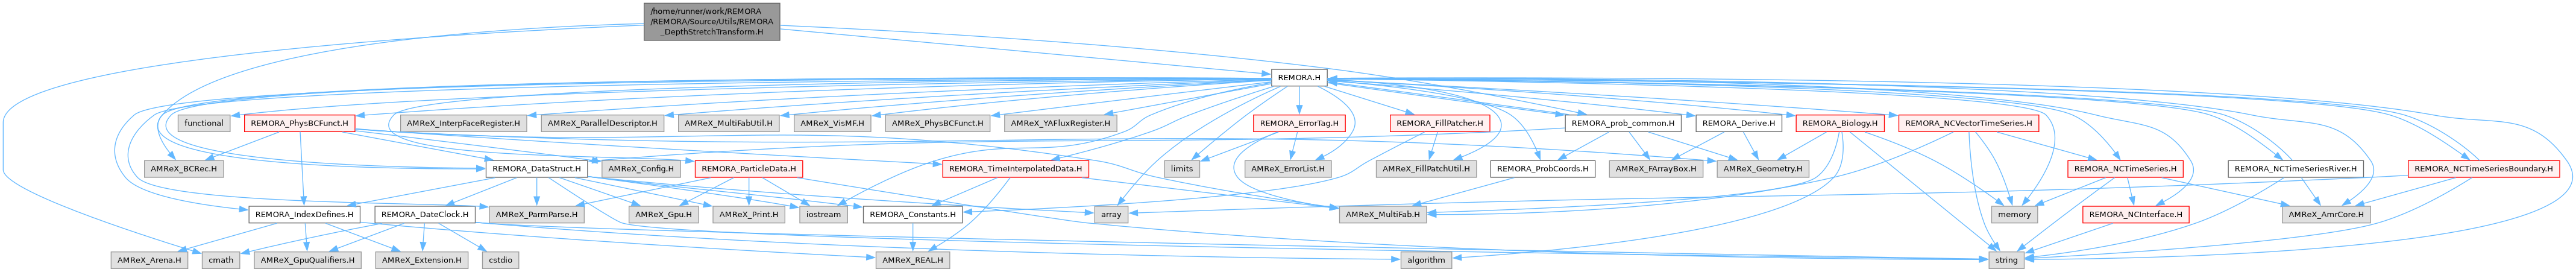 /home/runner/work/REMORA
/REMORA/Source/Utils/REMORA
_DepthStretchTransform.H
REMORA.H
functional
REMORA_PhysBCFunct.H
AMReX_InterpFaceRegister.H
AMReX_ParallelDescriptor.H
AMReX_MultiFabUtil.H
AMReX_VisMF.H
AMReX_PhysBCFunct.H
AMReX_YAFluxRegister.H
REMORA_ErrorTag.H
REMORA_FillPatcher.H
REMORA_prob_common.H
REMORA_Derive.H
REMORA_Biology.H
REMORA_NCVectorTimeSeries.H
AMReX_BCRec.H
REMORA_DataStruct.H
AMReX_Config.H
REMORA_ParticleData.H
REMORA_TimeInterpolatedData.H
limits
AMReX_ErrorList.H
AMReX_FillPatchUtil.H
REMORA_ProbCoords.H
AMReX_FArrayBox.H
AMReX_Geometry.H
REMORA_NCTimeSeries.H
REMORA_NCTimeSeriesRiver.H
REMORA_NCTimeSeriesBoundary.H
REMORA_IndexDefines.H
REMORA_DateClock.H
AMReX_ParmParse.H
AMReX_Gpu.H
AMReX_Print.H
iostream
REMORA_Constants.H
array
AMReX_MultiFab.H
memory
REMORA_NCInterface.H
AMReX_AmrCore.H
AMReX_Arena.H
cmath
AMReX_GpuQualifiers.H
AMReX_Extension.H
cstdio
AMReX_REAL.H
algorithm
string